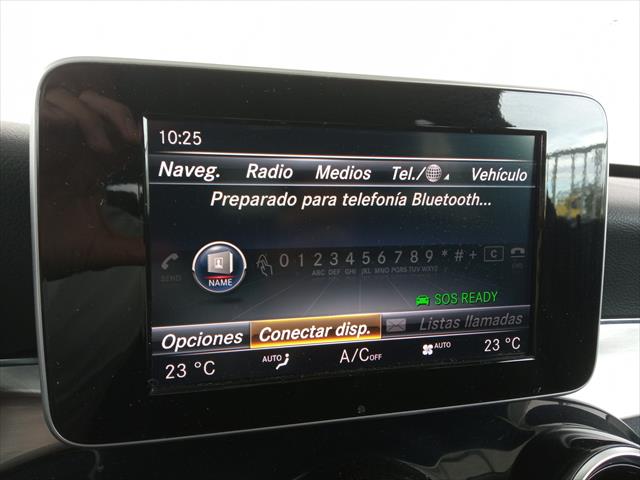 10:25
Naveg. Radio Medios Tel./ Vehículo
Preparado para telefonía Bluetooth...
SEND NAME 0 1 2 3 4 5 6 7 8 9 * # + C END
ABC DEF GHI JKL MNO PQRS TUV WXYZ
SOS READY
Opciones Conectar disp. Listas llamadas
23 °C AUTO A/C OFF AUTO 23 °C